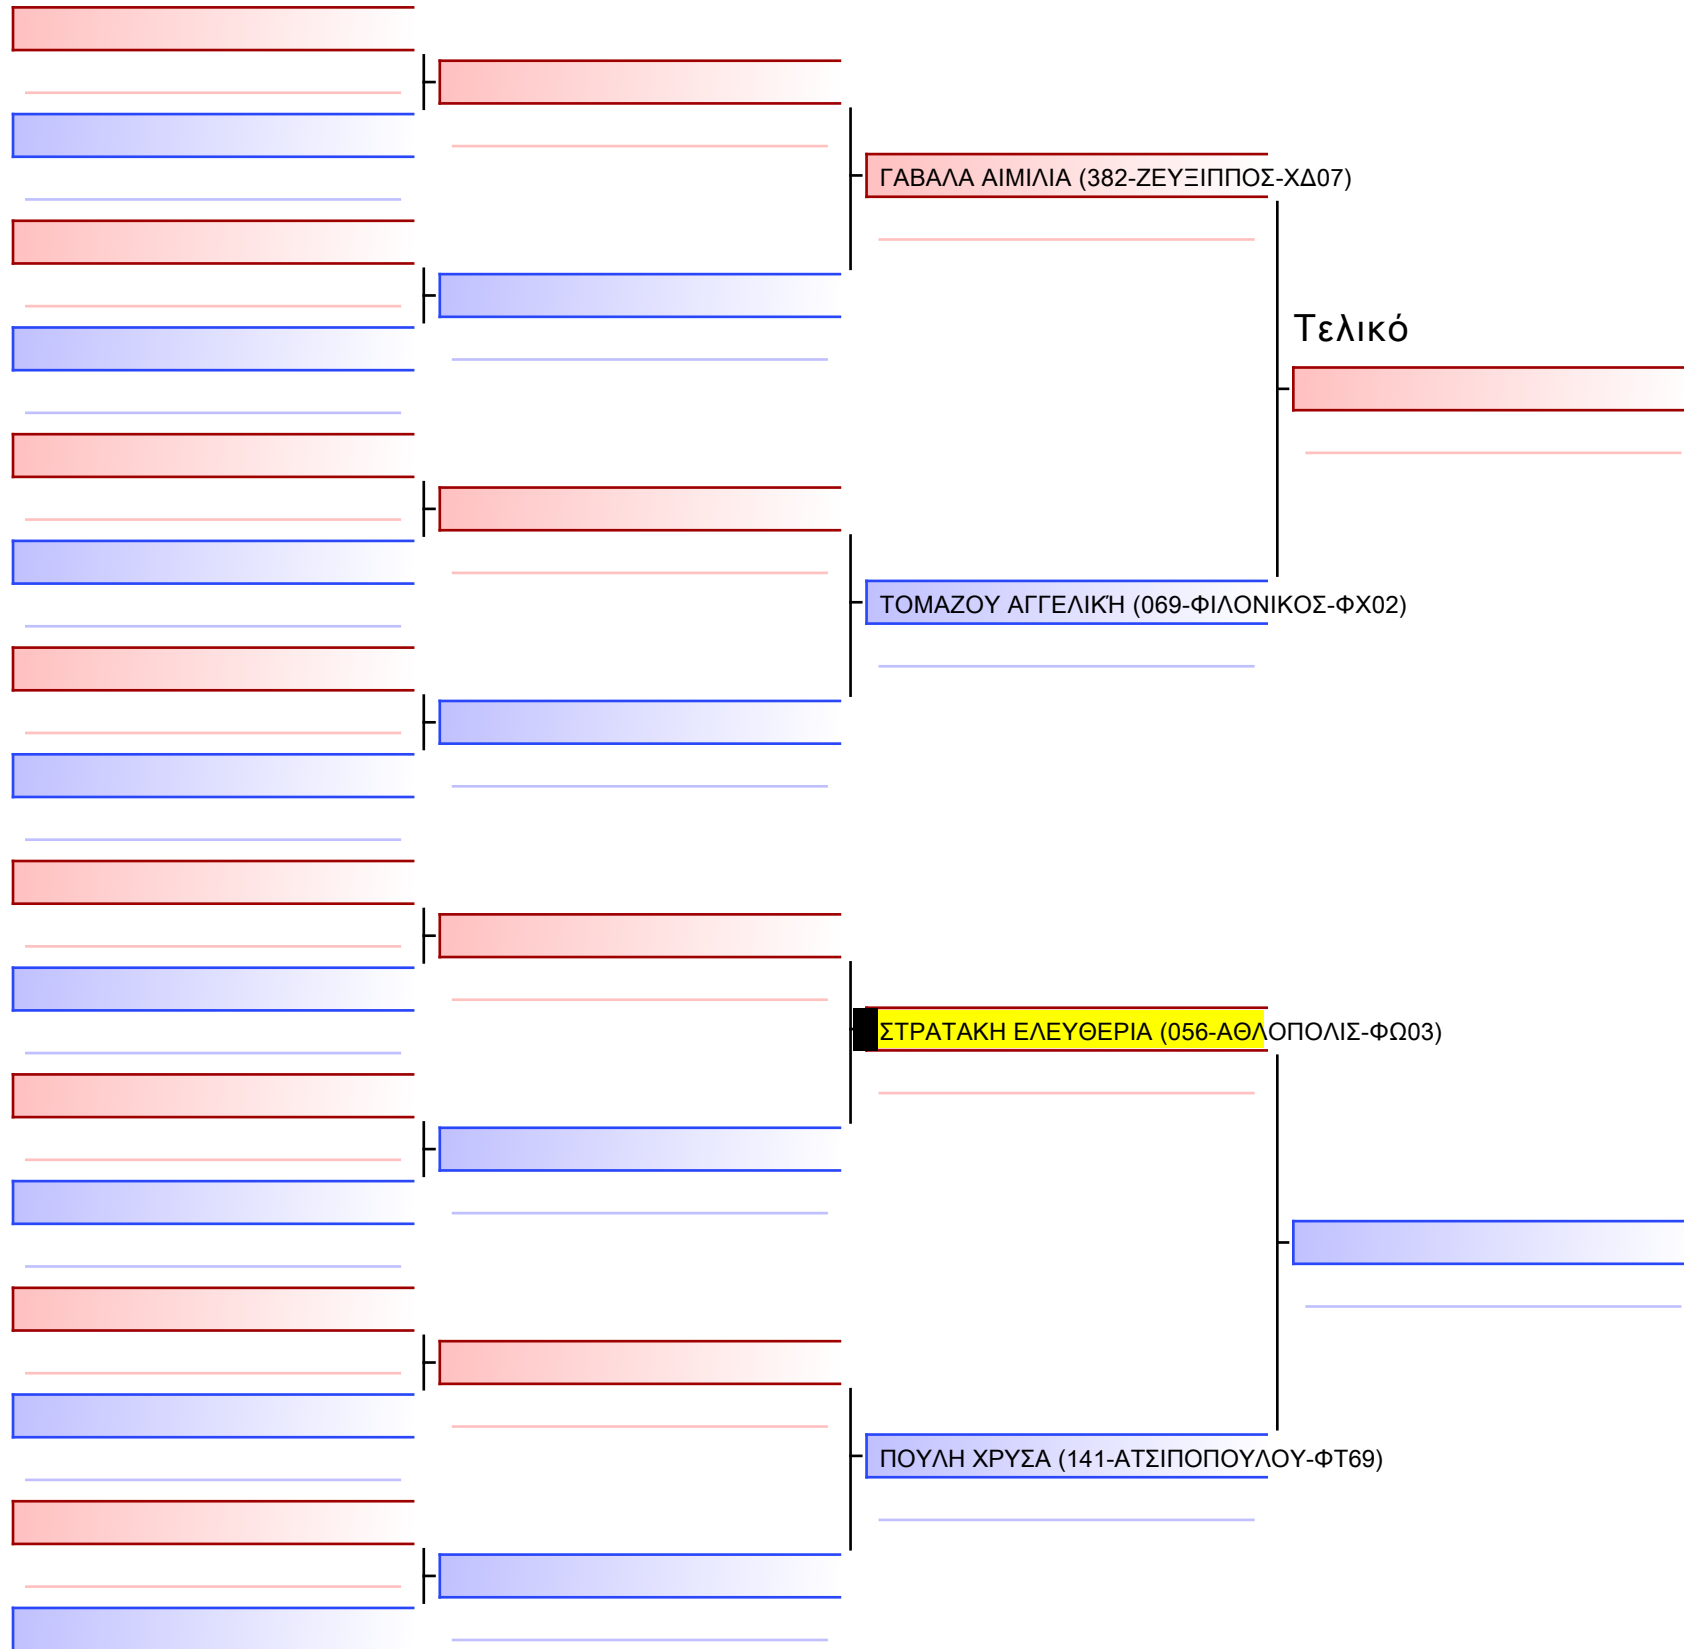 ΓΑΒΑΛΑ ΑΙΜΙΛΙΑ (382-ΖΕΥΞΙΠΠΟΣ-ΧΔ07)
Τελικό
ΤΟΜΑΖΟΥ ΑΓΓΕΛΙΚΉ (069-ΦΙΛΟΝΙΚΟΣ-ΦΧ02)
ΣΤΡΑΤΑΚΗ ΕΛΕΥΘΕΡΙΑ (056-ΑΘΛΟΠΟΛΙΣ-ΦΩ03)
ΠΟΥΛΗ ΧΡΥΣΑ (141-ΑΤΣΙΠΟΠΟΥΛΟΥ-ΦΤ69)